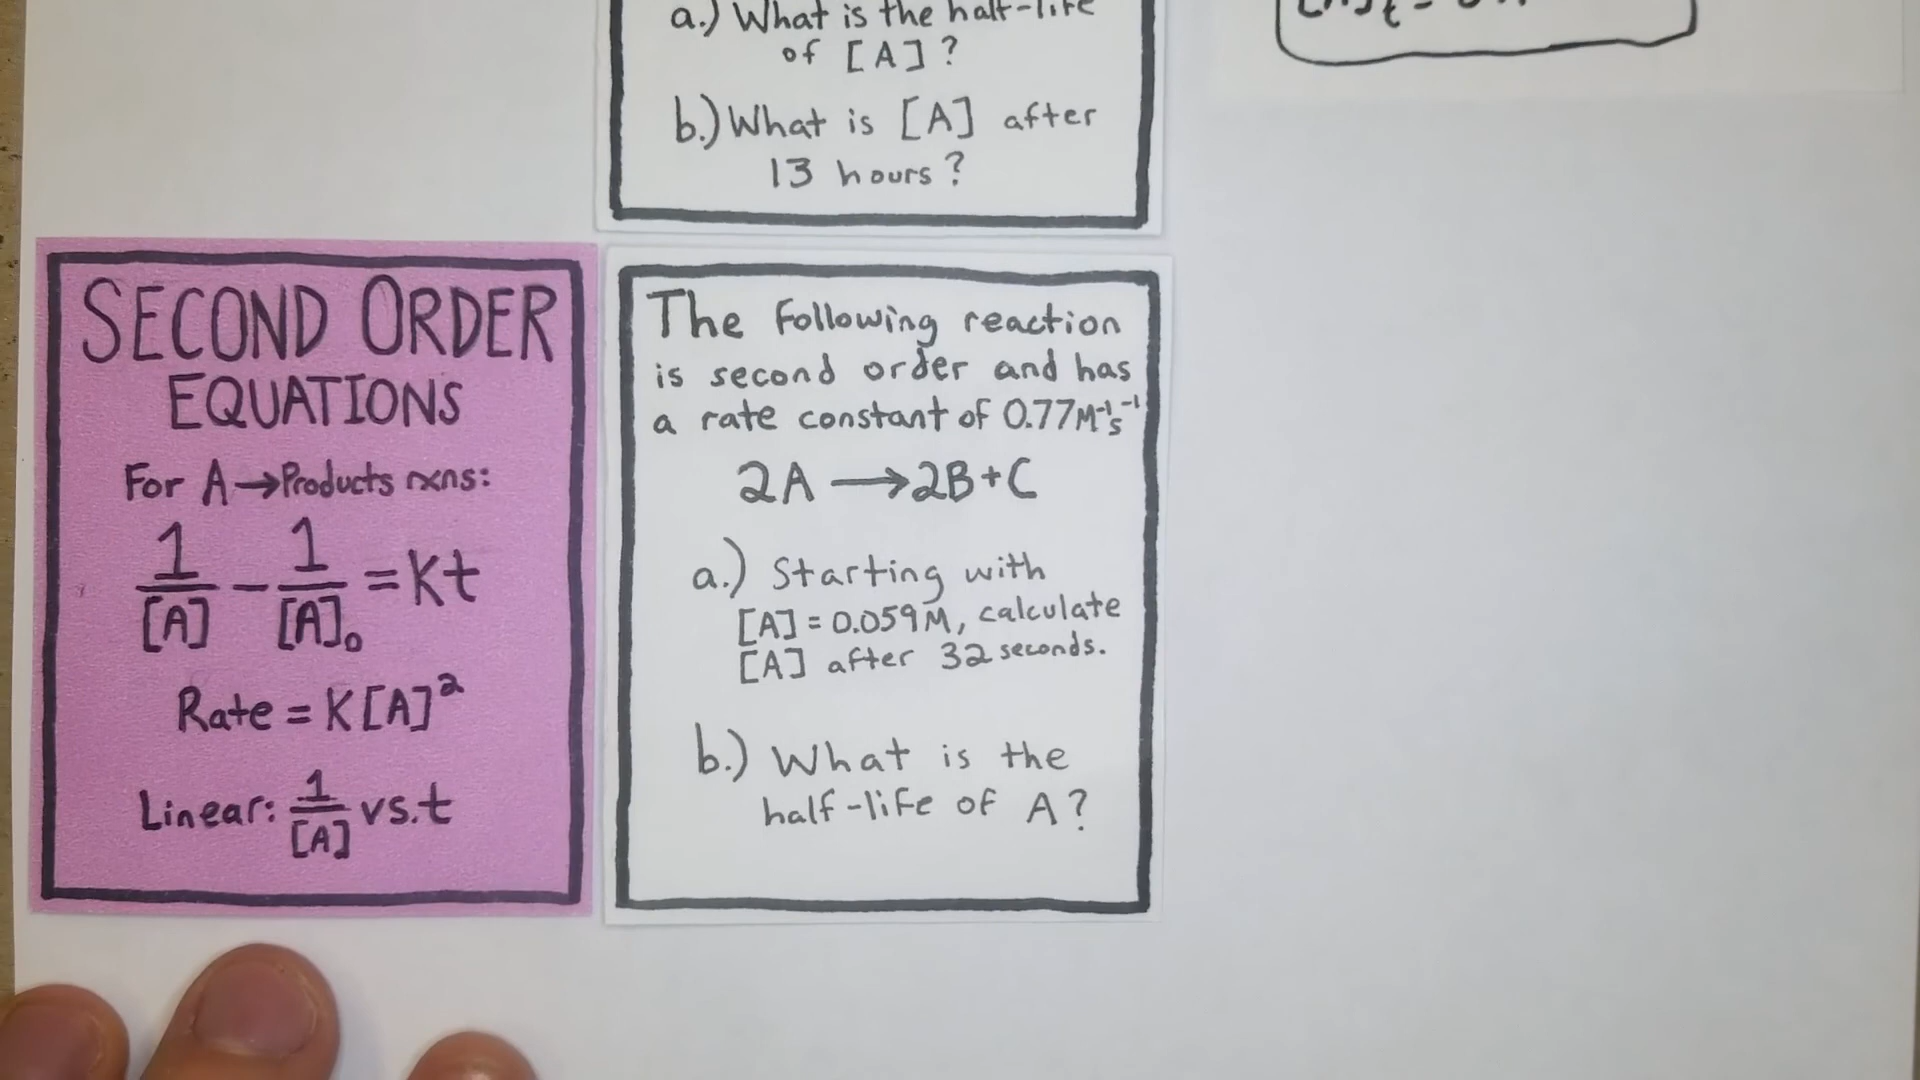 a.) What is the half-life
of [A]?
b.) What is [A] after
13 hours?
SECOND ORDER
EQUATIONS
For A→Products rxns:
1/[A] - 1/[A]₀ = Kt
Rate = K[A]²
Linear: 1/[A] vs. t
The following reaction
is second order and has
a rate constant of 0.77M⁻¹s⁻¹
2A → 2B+C
a.) Starting with
[A] = 0.059M, calculate
[A] after 32 seconds.
b.) What is the
half-life of A?